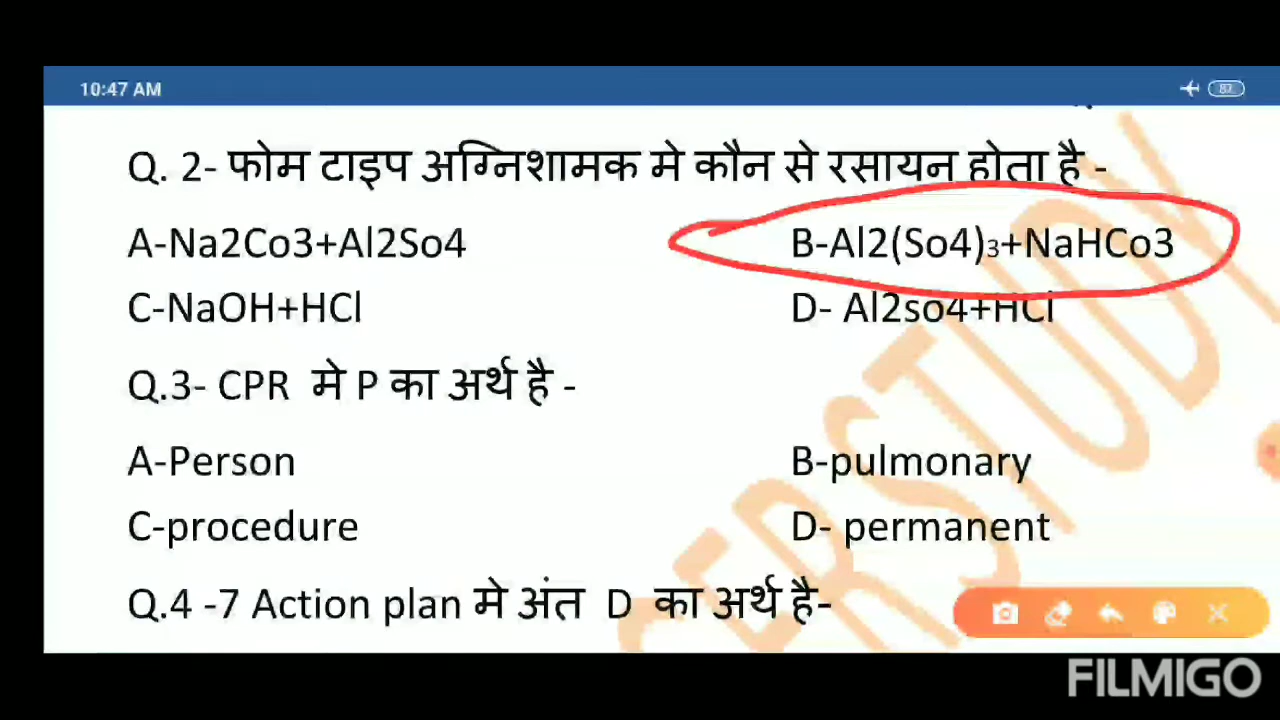 10:47 AM
87
Q. 2- फोम टाइप अग्निशामक मे कौन से रसायन होता है -
A-Na2Co3+Al2So4 B-Al2(So4)₃+NaHCo3
C-NaOH+HCl D- Al2so4+HCl
Q.3- CPR मे P का अर्थ है -
A-Person B-pulmonary
C-procedure D- permanent
Q.4 -7 Action plan मे अंत D का अर्थ है-
FILMIGO